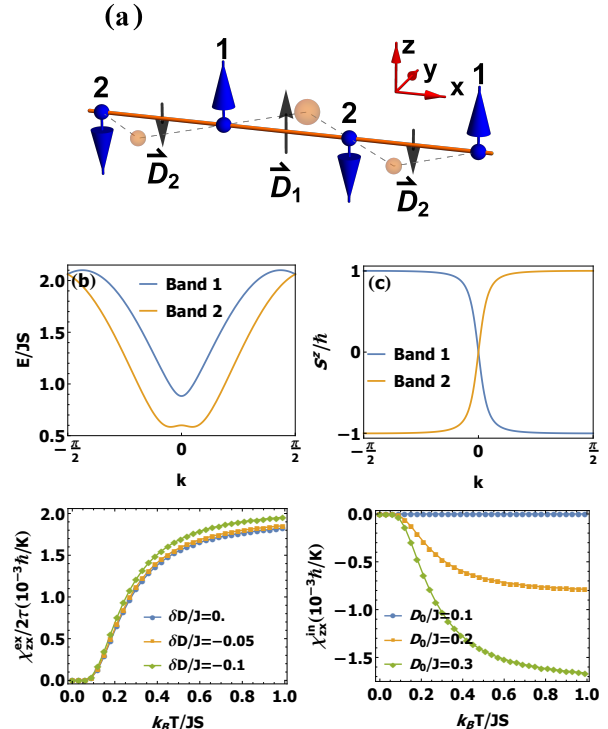 (a)
z
y
x
1
1
2
2
D⃗₂
D⃗₁
D⃗₂
(b)
Band 1
Band 2
E/JS
2.0
1.5
1.0
0.5
−π/2
0
π/2
k
(c)
Band 1
Band 2
S^z/ℏ
1
0
−1
−π/2
0
π/2
k
χ^ex_zx/2τ(10⁻³ℏ/K)
2.0
1.5
1.0
0.5
0.0
δD/J=0.
δD/J=−0.05
δD/J=−0.1
0.0 0.2 0.4 0.6 0.8 1.0
k_BT/JS
χ^in_zx(10⁻³ℏ/K)
0.0
−0.5
−1.0
−1.5
D₀/J=0.1
D₀/J=0.2
D₀/J=0.3
0.0 0.2 0.4 0.6 0.8 1.0
k_BT/JS